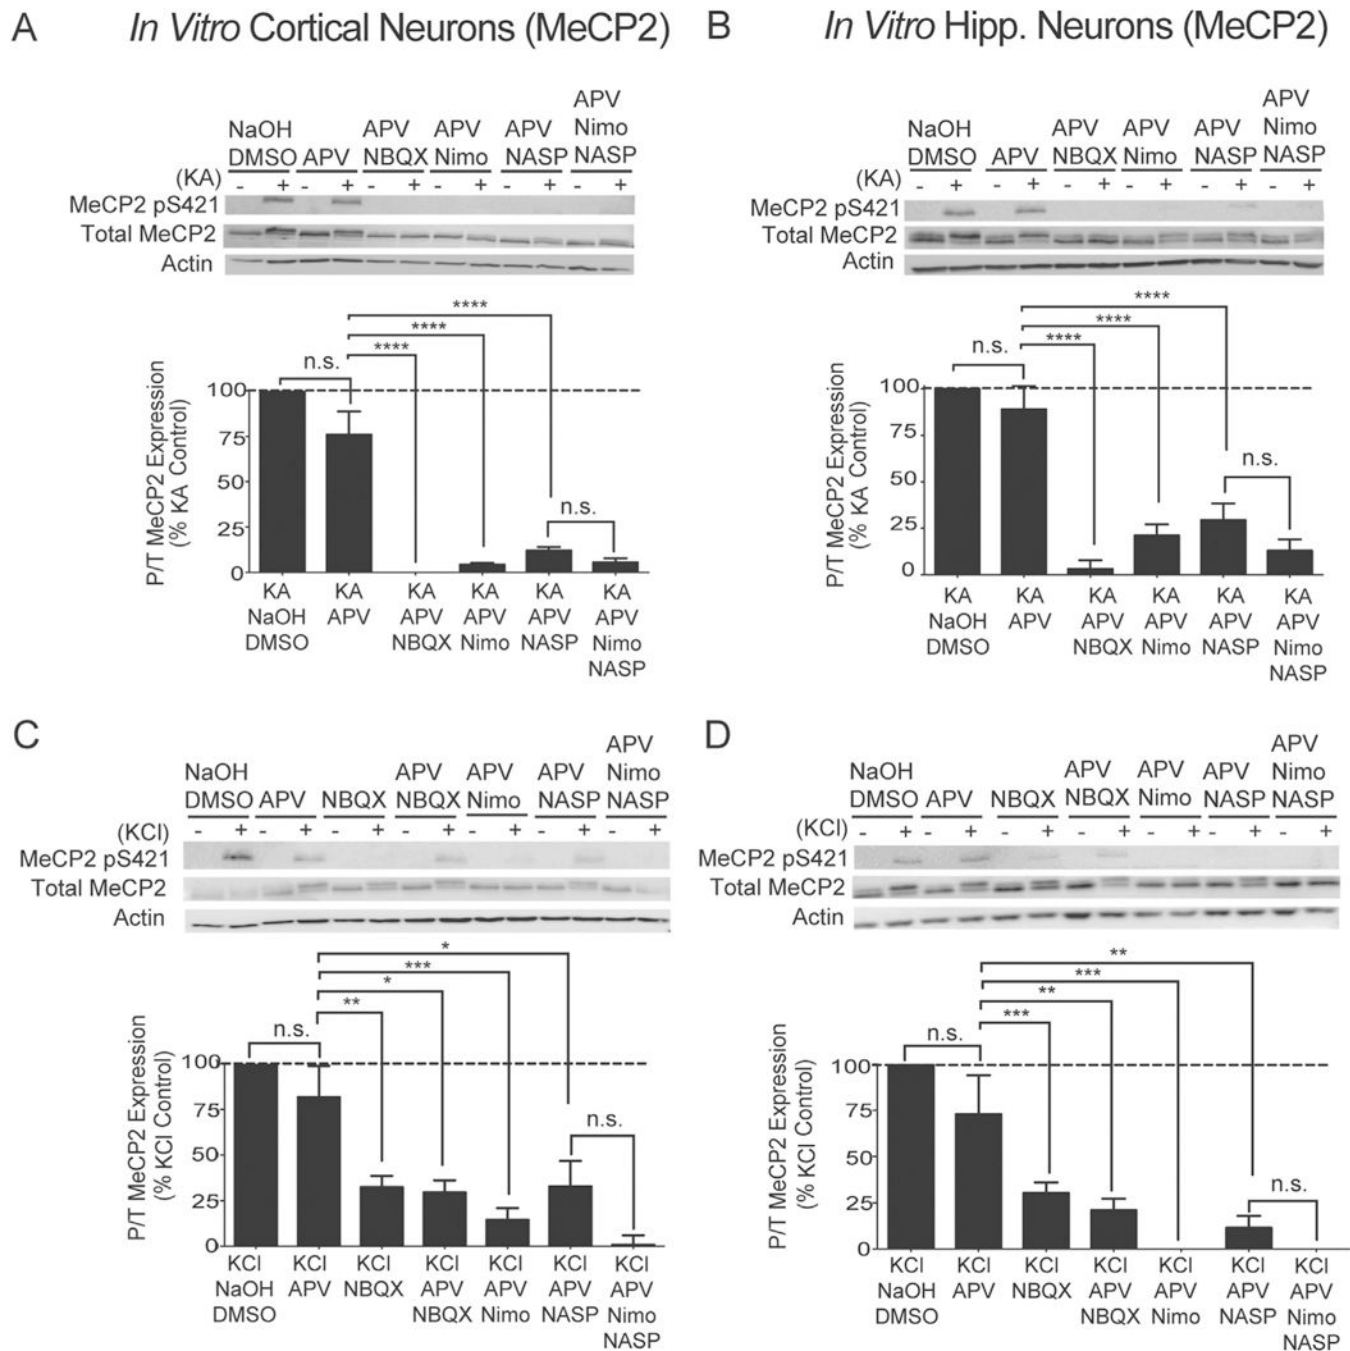 A
In Vitro Cortical Neurons (MeCP2)
NaOH DMSO
APV
APV NBQX
APV Nimo
APV NASP
APV Nimo NASP
(KA) - + - + - + - + - + - +
MeCP2 pS421
Total MeCP2
Actin
****
****
****
n.s.
n.s.
P/T MeCP2 Expression
(% KA Control)
100
75
50
25
0
KA NaOH DMSO
KA APV
KA APV NBQX
KA APV Nimo
KA APV NASP
KA APV Nimo NASP
B
In Vitro Hipp. Neurons (MeCP2)
NaOH DMSO
APV
APV NBQX
APV Nimo
APV NASP
APV Nimo NASP
(KA) - + - + - + - + - + - +
MeCP2 pS421
Total MeCP2
Actin
****
****
****
n.s.
n.s.
P/T MeCP2 Expression
(% KA Control)
100
75
50
25
0
KA NaOH DMSO
KA APV
KA APV NBQX
KA APV Nimo
KA APV NASP
KA APV Nimo NASP
C
NaOH DMSO
APV
NBQX
APV NBQX
APV Nimo
APV NASP
APV Nimo NASP
(KCl) - + - + - + - + - + - + - +
MeCP2 pS421
Total MeCP2
Actin
*
***
*
**
n.s.
n.s.
P/T MeCP2 Expression
(% KCl Control)
100
75
50
25
0
KCl NaOH DMSO
KCl APV
KCl NBQX
KCl APV NBQX
KCl APV Nimo
KCl APV NASP
KCl APV Nimo NASP
D
NaOH DMSO
APV
NBQX
APV NBQX
APV Nimo
APV NASP
APV Nimo NASP
(KCl) - + - + - + - + - + - + - +
MeCP2 pS421
Total MeCP2
Actin
**
***
**
***
n.s.
n.s.
P/T MeCP2 Expression
(% KCl Control)
100
75
50
25
0
KCl NaOH DMSO
KCl APV
KCl NBQX
KCl APV NBQX
KCl APV Nimo
KCl APV NASP
KCl APV Nimo NASP